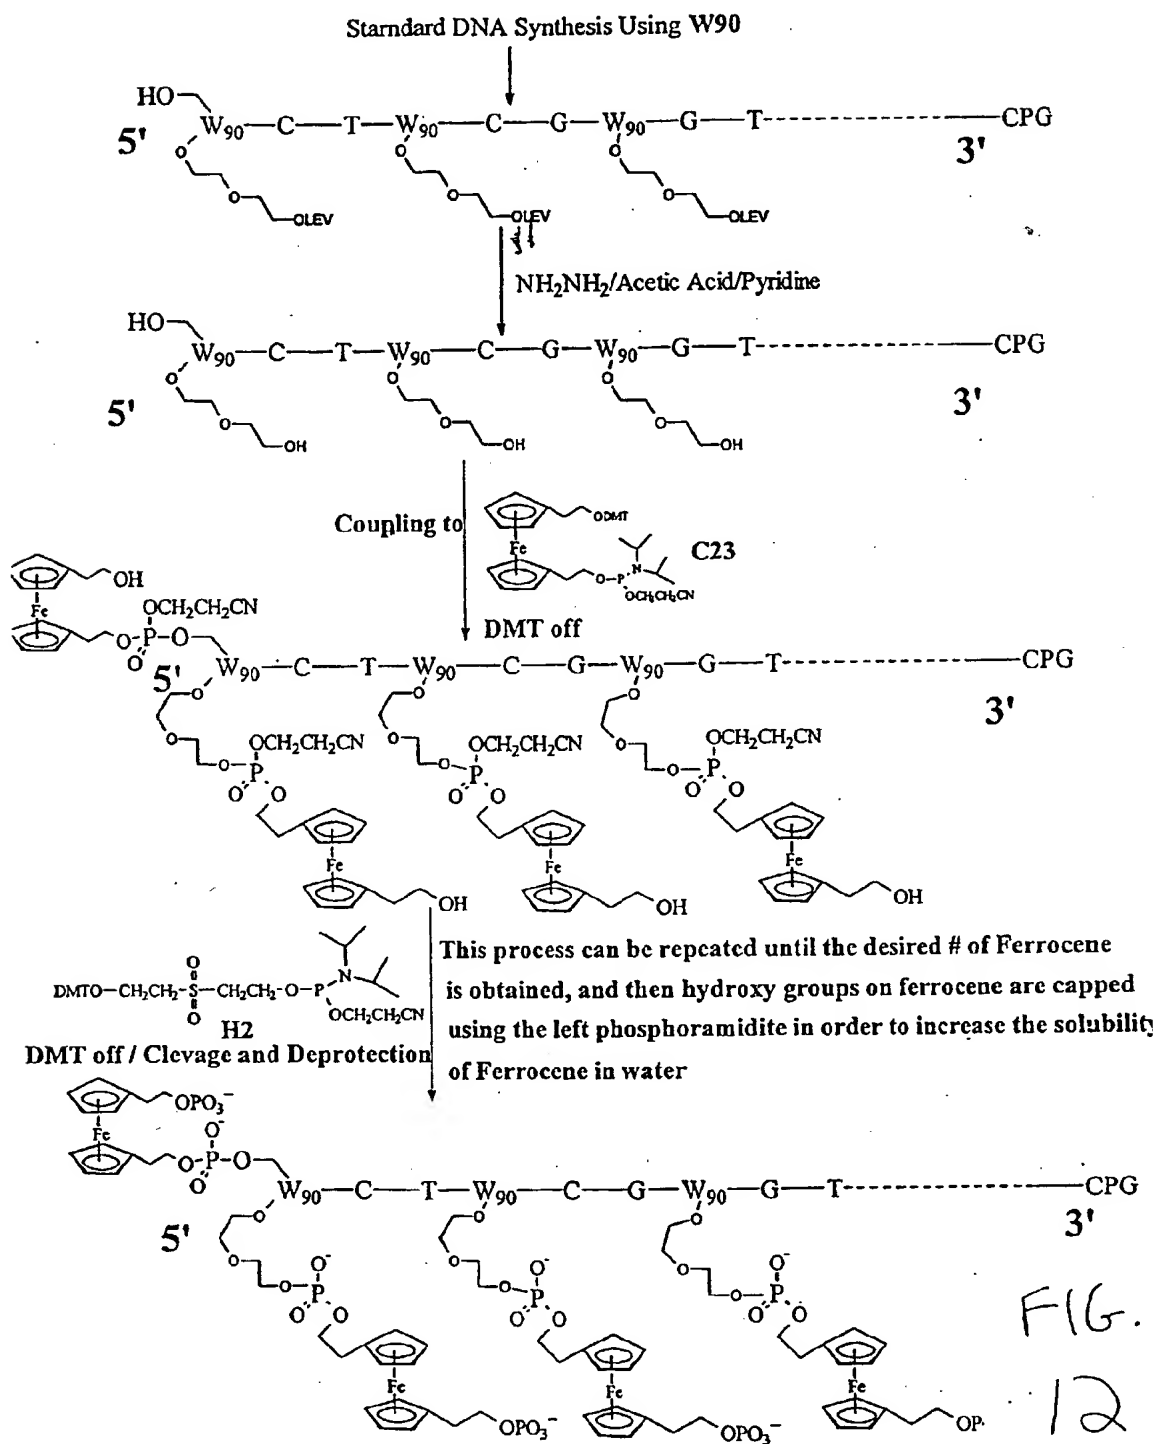 Starndard DNA Synthesis Using W90
HO
5' W90—C—T—W90—C—G—W90—G—T-----------CPG
3'
O O O
O O O
OLEV OLEV OLEV
NH2NH2/Acetic Acid/Pyridine
HO
W90—C—T—W90—C—G—W90—G—T-----------CPG
5' 3'
O O O
O O O
OH OH OH
Coupling to
ODMT
Fe
N
O—P
OCH2CH2CN
C23
DMT off
OH
Fe
OCH2CH2CN
O—P—O
O
5' W90—C—T—W90—C—G—W90—G—T-----------CPG
3'
O O O
O O O
OCH2CH2CN OCH2CH2CN OCH2CH2CN
O—P O—P O—P
O O O O O O
Fe Fe Fe
OH OH OH
This process can be repeated until the desired # of Ferrocene
is obtained, and then hydroxy groups on ferrocene are capped
using the left phosphoramidite in order to increase the solubility
of Ferrocene in water
O
DMTO—CH2CH2—S—CH2CH2—O—P
O
N
OCH2CH2CN
H2
DMT off / Clevage and Deprotection
OPO3-
Fe
O-
O—P—O
O
W90—C—T—W90—C—G—W90—G—T-----------CPG
5' 3'
O O O
O O O
O- O- O-
O—P O—P O—P
O O O O O O
Fe Fe Fe
OPO3- OPO3- OP
FIG.
12